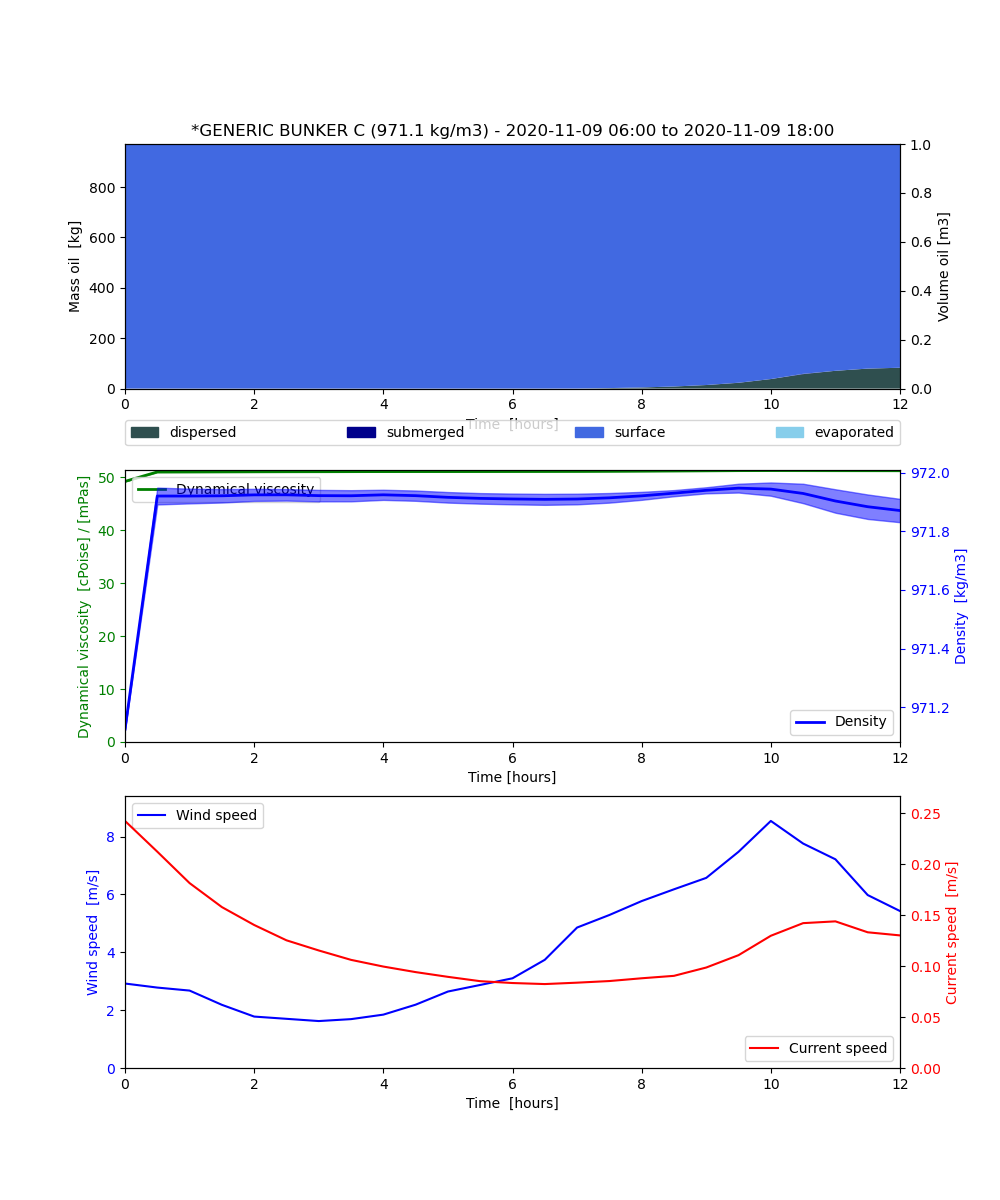 *GENERIC BUNKER C (971.1 kg/m3) - 2020-11-09 06:00 to 2020-11-09 18:00
Mass oil [kg]
800
600
400
200
0
1.0
0.8
0.6
0.4
0.2
0.0
Volume oil [m3]
0 2 4 6 8 10 12
Time [hours]
dispersed submerged surface evaporated
Dynamical viscosity [cPoise] / [mPas]
50
40
30
20
10
0
Dynamical viscosity
972.0
971.8
971.6
971.4
971.2
Density [kg/m3]
Density
0 2 4 6 8 10 12
Time [hours]
Wind speed [m/s]
8
6
4
2
0
Wind speed
0.25
0.20
0.15
0.10
0.05
0.00
Current speed [m/s]
Current speed
0 2 4 6 8 10 12
Time [hours]